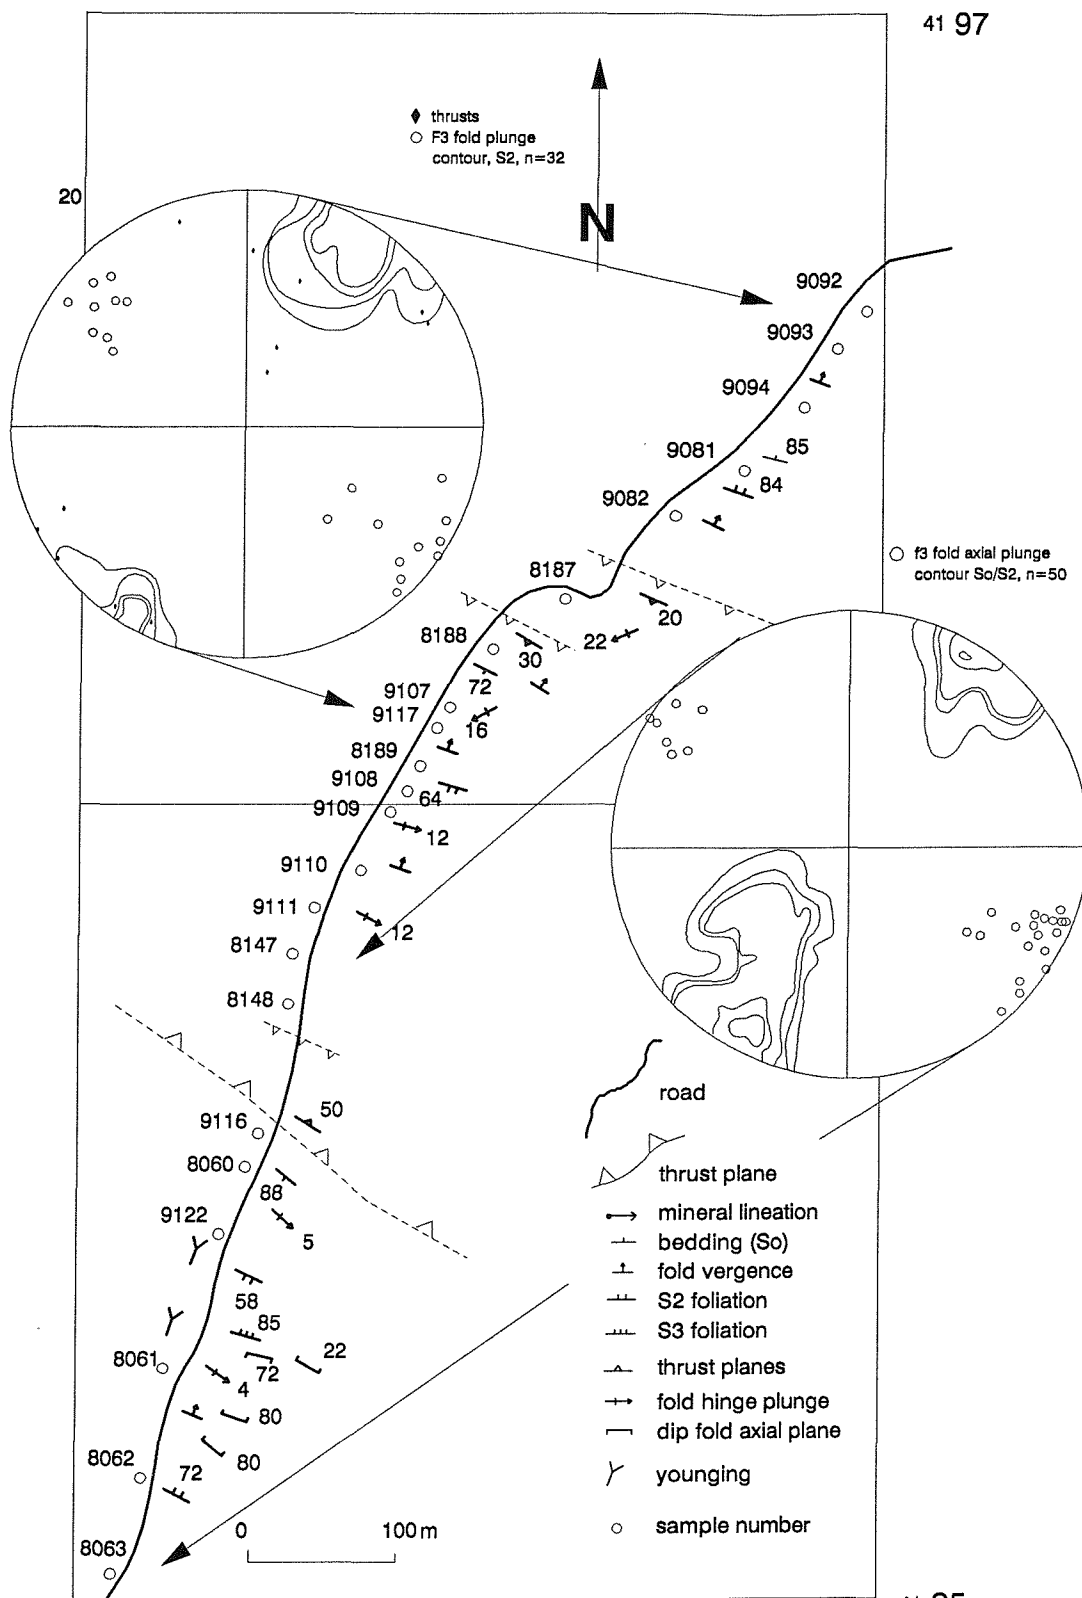 41 97
thrusts
F3 fold plunge
contour, S2, n=32
20
N
9092
9093
9094
85
9081
84
9082
f3 fold axial plunge
contour So/S2, n=50
8187
20
8188
22
30
72
9107
9117
16
8189
9108
64
9109
12
9110
9111
12
8147
8148
50
road
9116
8060
thrust plane
88
9122
5
mineral lineation
bedding (So)
fold vergence
58
S2 foliation
85
S3 foliation
22
8061
72
thrust planes
4
fold hinge plunge
80
dip fold axial plane
80
8062
72
younging
0
100 m
sample number
8063